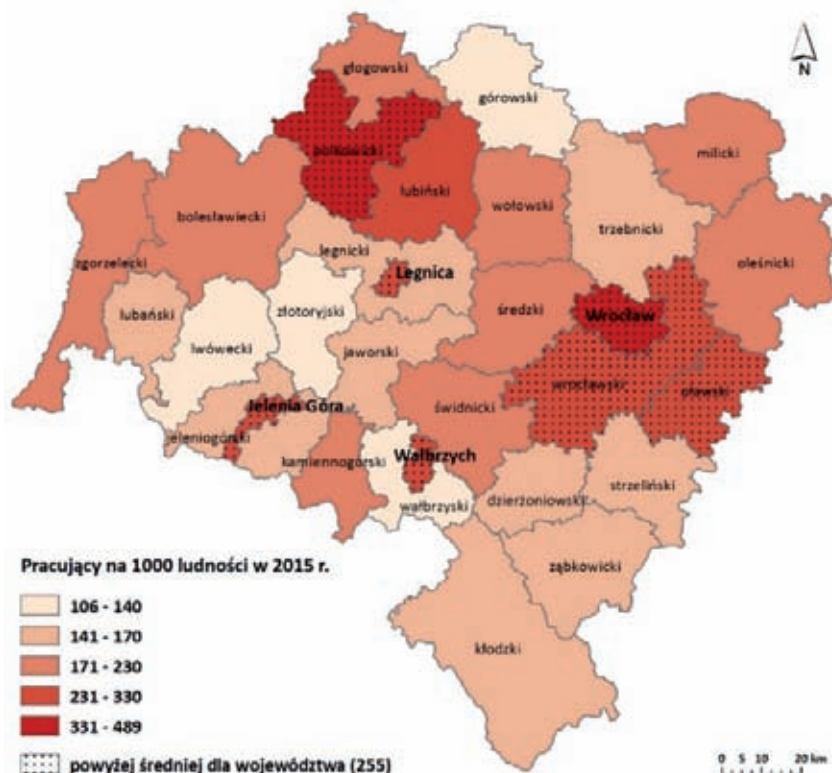 głogowski
górowski
N
polkowicki
milicki
lubiński
bolesławiecki
wołowski
trzebnicki
legnicki
zgorzelecki
Legnica
oleśnicki
złotoryjski
średzki
Wrocław
lubański
lwówecki
jaworski
wrocławski
oławski
Jelenia Góra
świdnicki
jeleniogórski
kamiennogórski
Wałbrzych
strzeliński
wałbrzyski
dzierżoniowski
ząbkowicki
kłodzki
Pracujący na 1000 ludności w 2015 r.
106 - 140
141 - 170
171 - 230
231 - 330
331 - 489
powyżej średniej dla województwa (255)
0 5 10 20 km